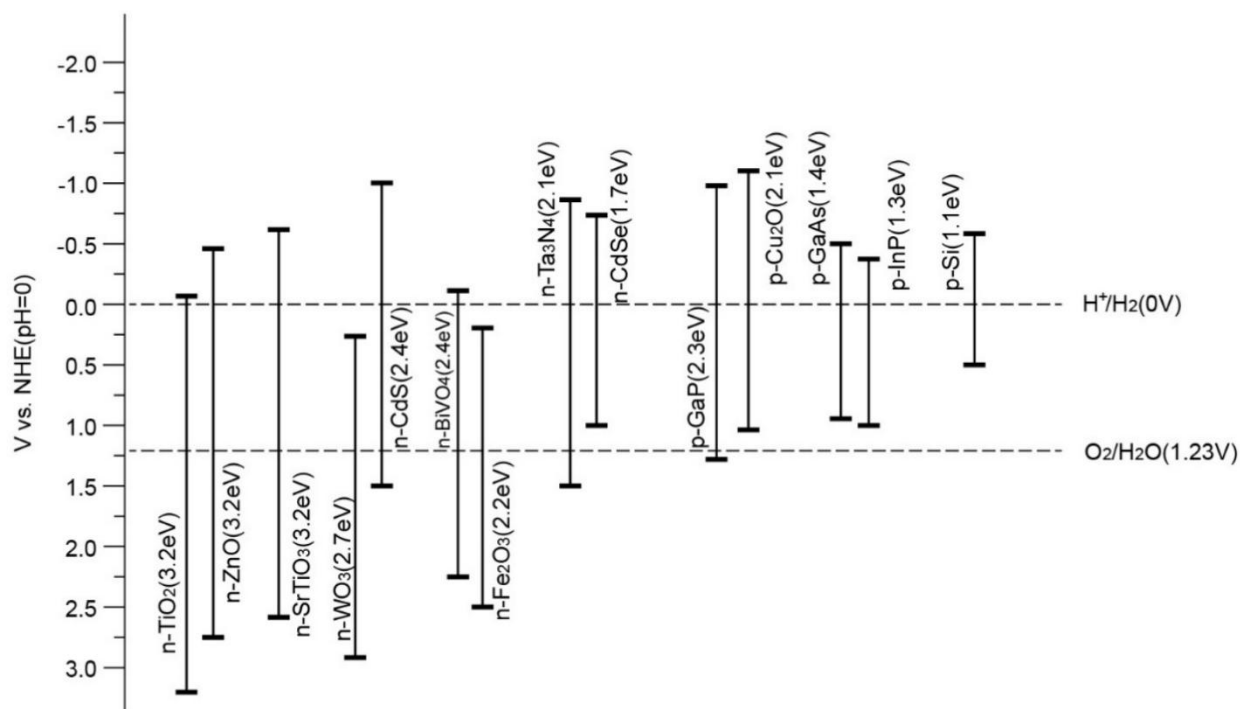 V vs. NHE(pH=0)
-2.0
-1.5
-1.0
-0.5
0.0
0.5
1.0
1.5
2.0
2.5
3.0
n-TiO₂(3.2eV)
n-ZnO(3.2eV)
n-SrTiO₃(3.2eV)
n-WO₃(2.7eV)
n-CdS(2.4eV)
n-BiVO4(2.4eV)
n-Fe₂O₃(2.2eV)
n-Ta₃N₄(2.1eV)
n-CdSe(1.7eV)
p-GaP(2.3eV)
p-Cu₂O(2.1eV)
p-GaAs(1.4eV)
p-InP(1.3eV)
p-Si(1.1eV)
H⁺/H₂(0V)
O₂/H₂O(1.23V)